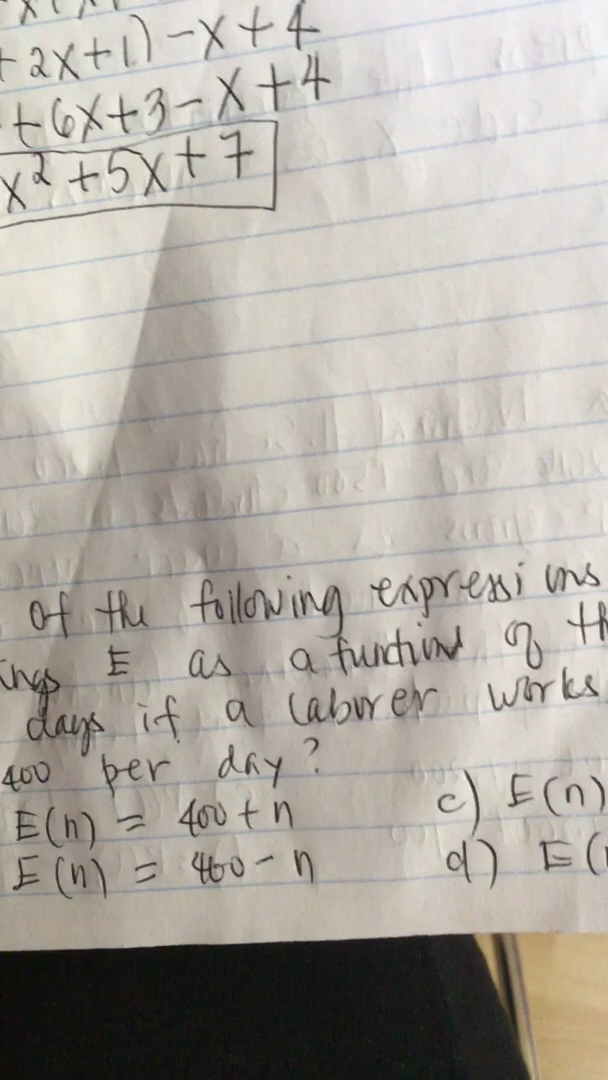 + 2x+1) -x+4
+6x+3-x+4
x² +5x+7
of the following expressions
ings E as a function of th
days if a laborer works
400 per day?
E(n) = 400+n
E(n) = 400-n
c) E(n)
d) E(